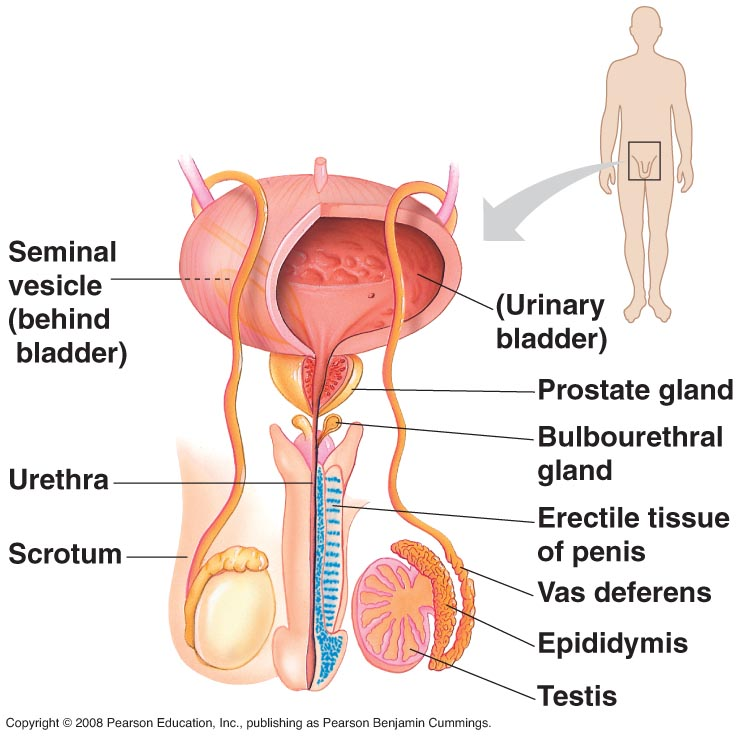 Seminal
vesicle
(behind
bladder)
(Urinary
bladder)
Prostate gland
Bulbourethral
gland
Urethra
Erectile tissue
of penis
Scrotum
Vas deferens
Epididymis
Testis
Copyright © 2008 Pearson Education, Inc., publishing as Pearson Benjamin Cummings.